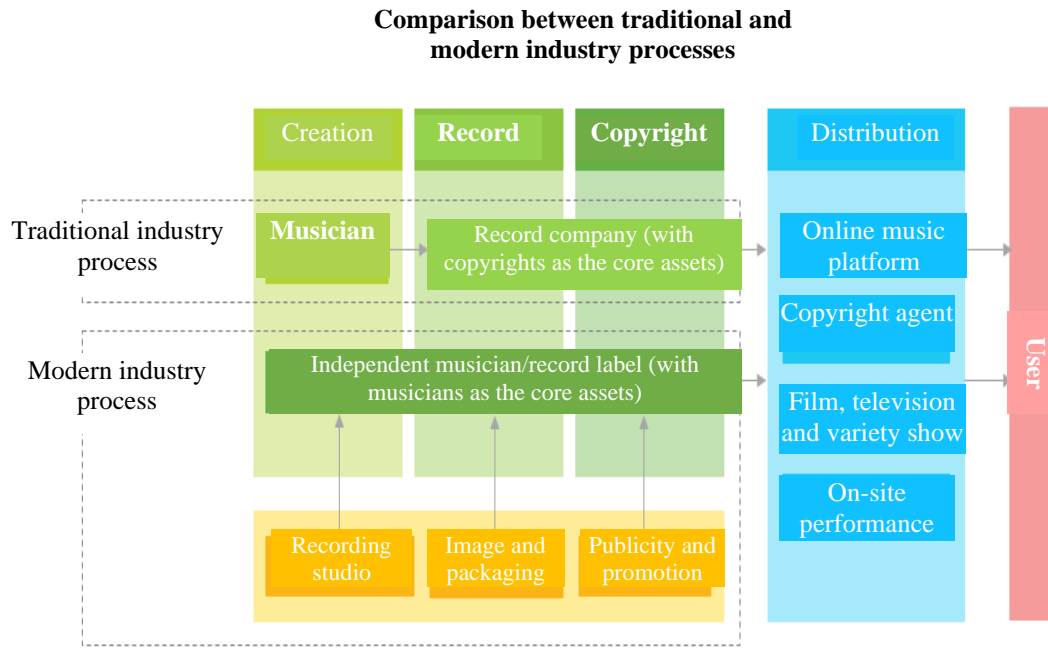 Comparison between traditional and
modern industry processes
Creation
Record
Copyright
Distribution
Traditional industry
process
Musician
Record company (with
copyrights as the core assets)
Online music
platform
Copyright agent
User
Modern industry
process
Independent musician/record label (with
musicians as the core assets)
Film, television
and variety show
On-site
performance
Recording
studio
Image and
packaging
Publicity and
promotion